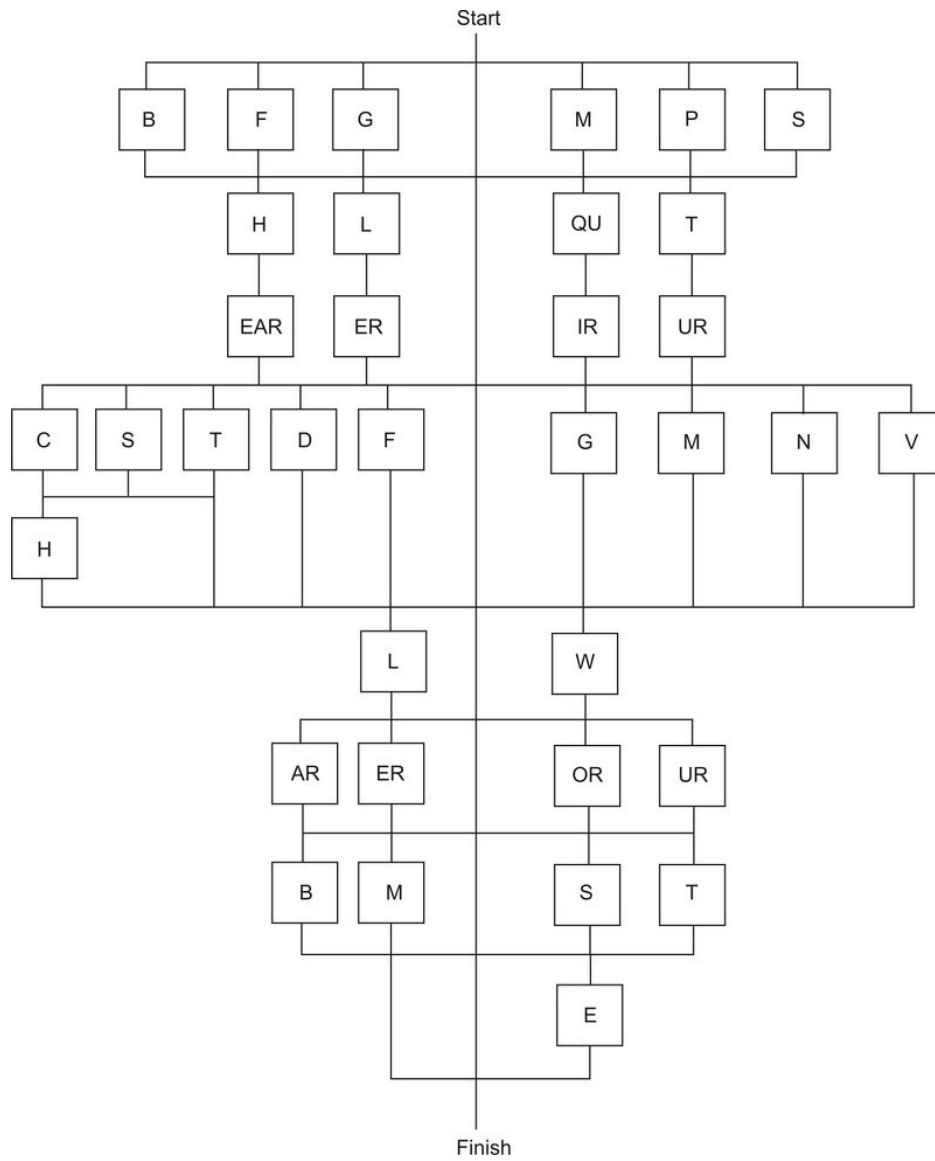 Start
B F G M P S
H L QU T
EAR ER IR UR
C S T D F G M N V
H
L W
AR ER OR UR
B M S T
E
Finish